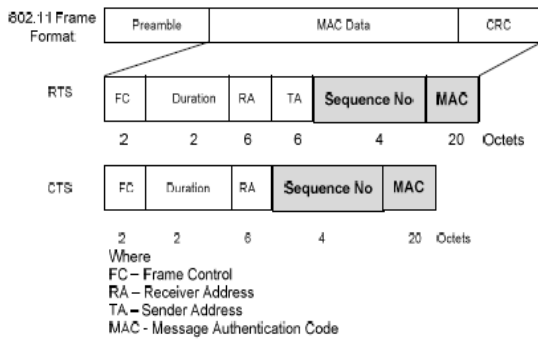 802.11 Frame Format
Preamble MAC Data CRC
RTS
FC Duration RA TA Sequence No MAC
2 2 6 6 4 20 Octets
CTS
FC Duration RA Sequence No MAC
2 2 6 4 20 Octets
Where
FC – Frame Control
RA – Receiver Address
TA – Sender Address
MAC - Message Authentication Code